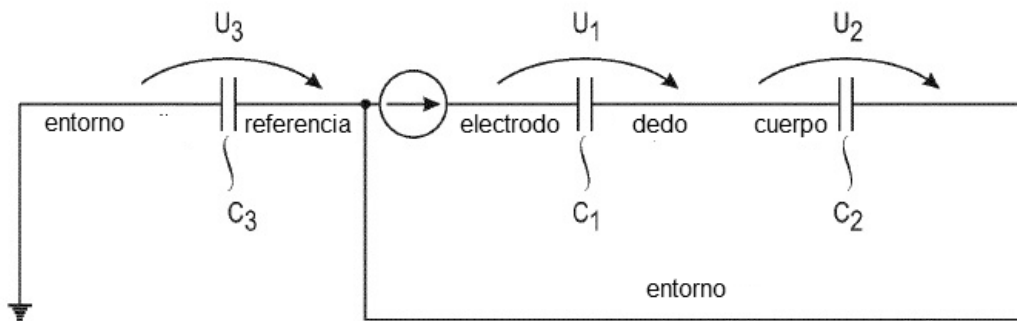 U3 U1 U2
entorno referencia electrodo dedo cuerpo
C3 C1 C2
entorno